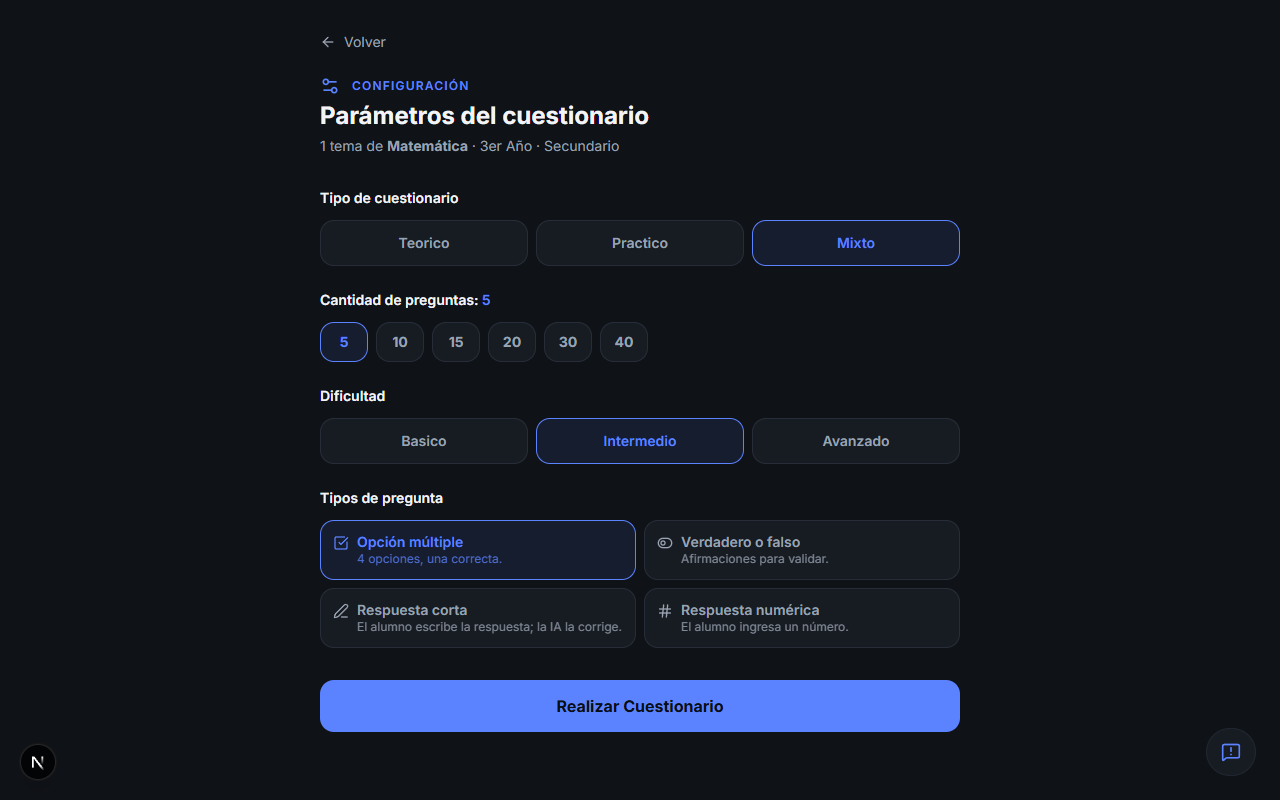 Volver
CONFIGURACIÓN
Parámetros del cuestionario
1 tema de Matemática · 3er Año · Secundario
Tipo de cuestionario
Teorico
Practico
Mixto
Cantidad de preguntas: 5
5
10
15
20
30
40
Dificultad
Basico
Intermedio
Avanzado
Tipos de pregunta
Opción múltiple
4 opciones, una correcta.
Verdadero o falso
Afirmaciones para validar.
Respuesta corta
El alumno escribe la respuesta; la IA la corrige.
Respuesta numérica
El alumno ingresa un número.
Realizar Cuestionario
N